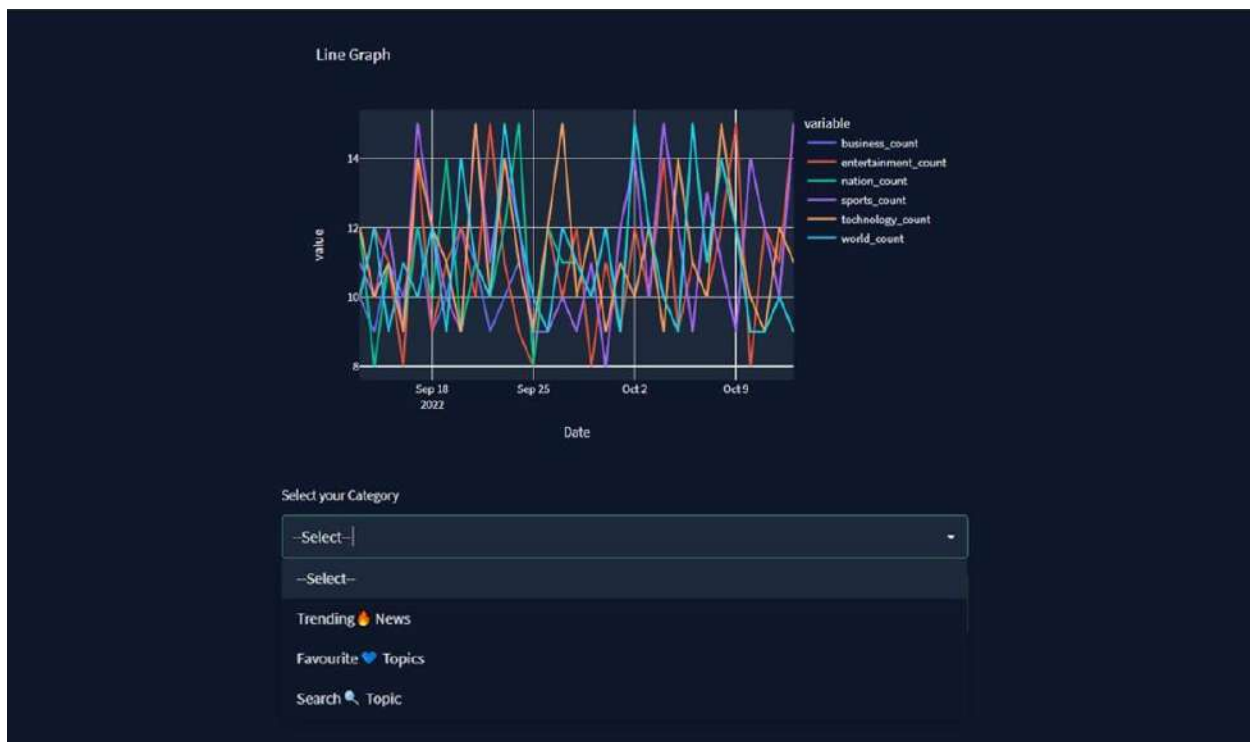 Line Graph
variable
business_count
entertainment_count
nation_count
sports_count
technology_count
world_count
value
14
12
10
8
Sep 18
2022
Sep 25
Oct 2
Oct 9
Date
Select your Category
--Select--
--Select--
Trending🔥 News
Favourite 💙 Topics
Search🔍 Topic